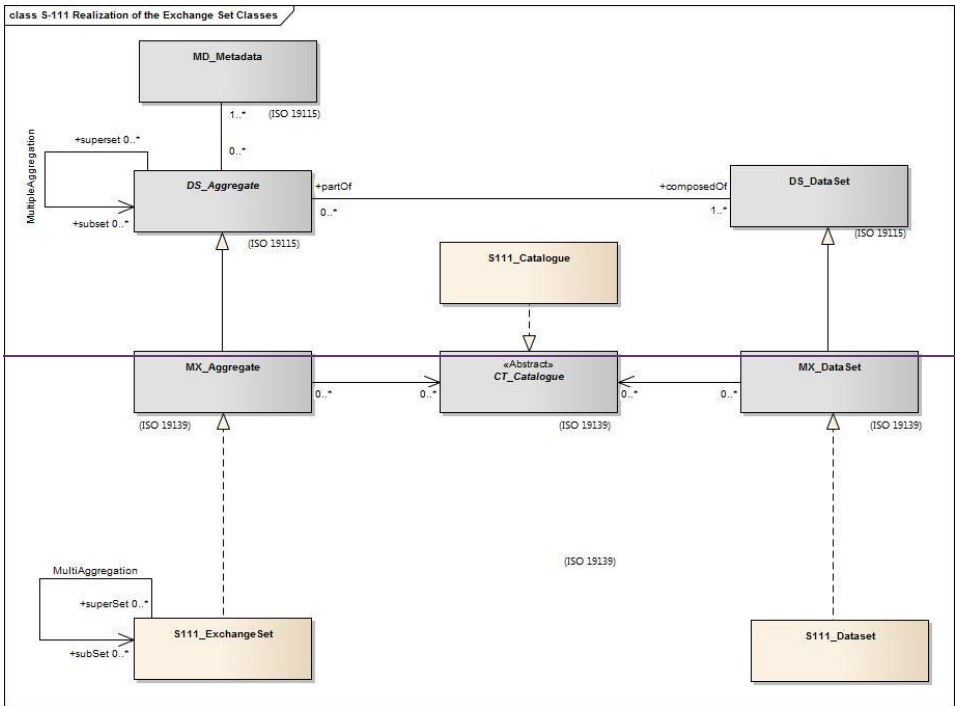 class S-111 Realization of the Exchange Set Classes
MD_Metadata
1..*
(ISO 19115)
0..*
MultipleAggregation
+superset 0..*
+subset 0..*
DS_Aggregate
(ISO 19115)
+partOf
0..*
+composedOf
1..*
DS_DataSet
(ISO 19115)
S111_Catalogue
MX_Aggregate
(ISO 19139)
0..*
0..*
«Abstract»
CT_Catalogue
(ISO 19139)
0..*
0..*
MX_DataSet
(ISO 19139)
(ISO 19139)
MultiAggregation
+superSet 0..*
+subSet 0..*
S111_ExchangeSet
S111_Dataset